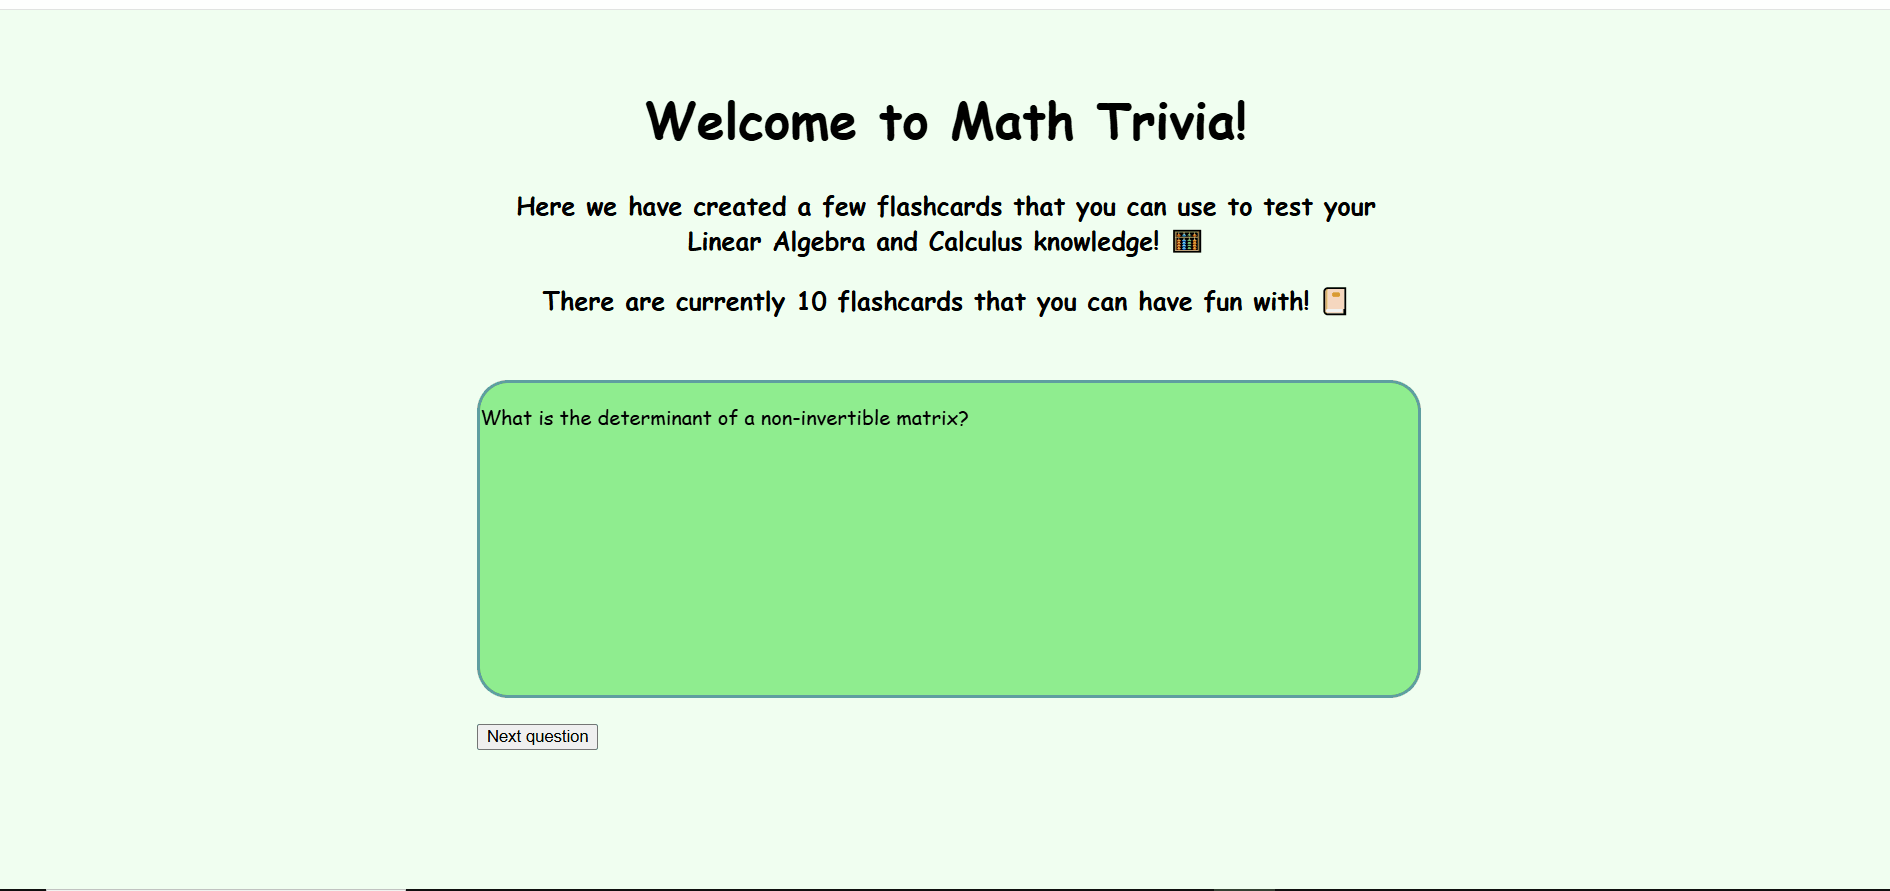 Welcome to Math Trivia!
Here we have created a few flashcards that you can use to test your
Linear Algebra and Calculus knowledge! 🧮
There are currently 10 flashcards that you can have fun with! 📔
What is the determinant of a non-invertible matrix?
Next question